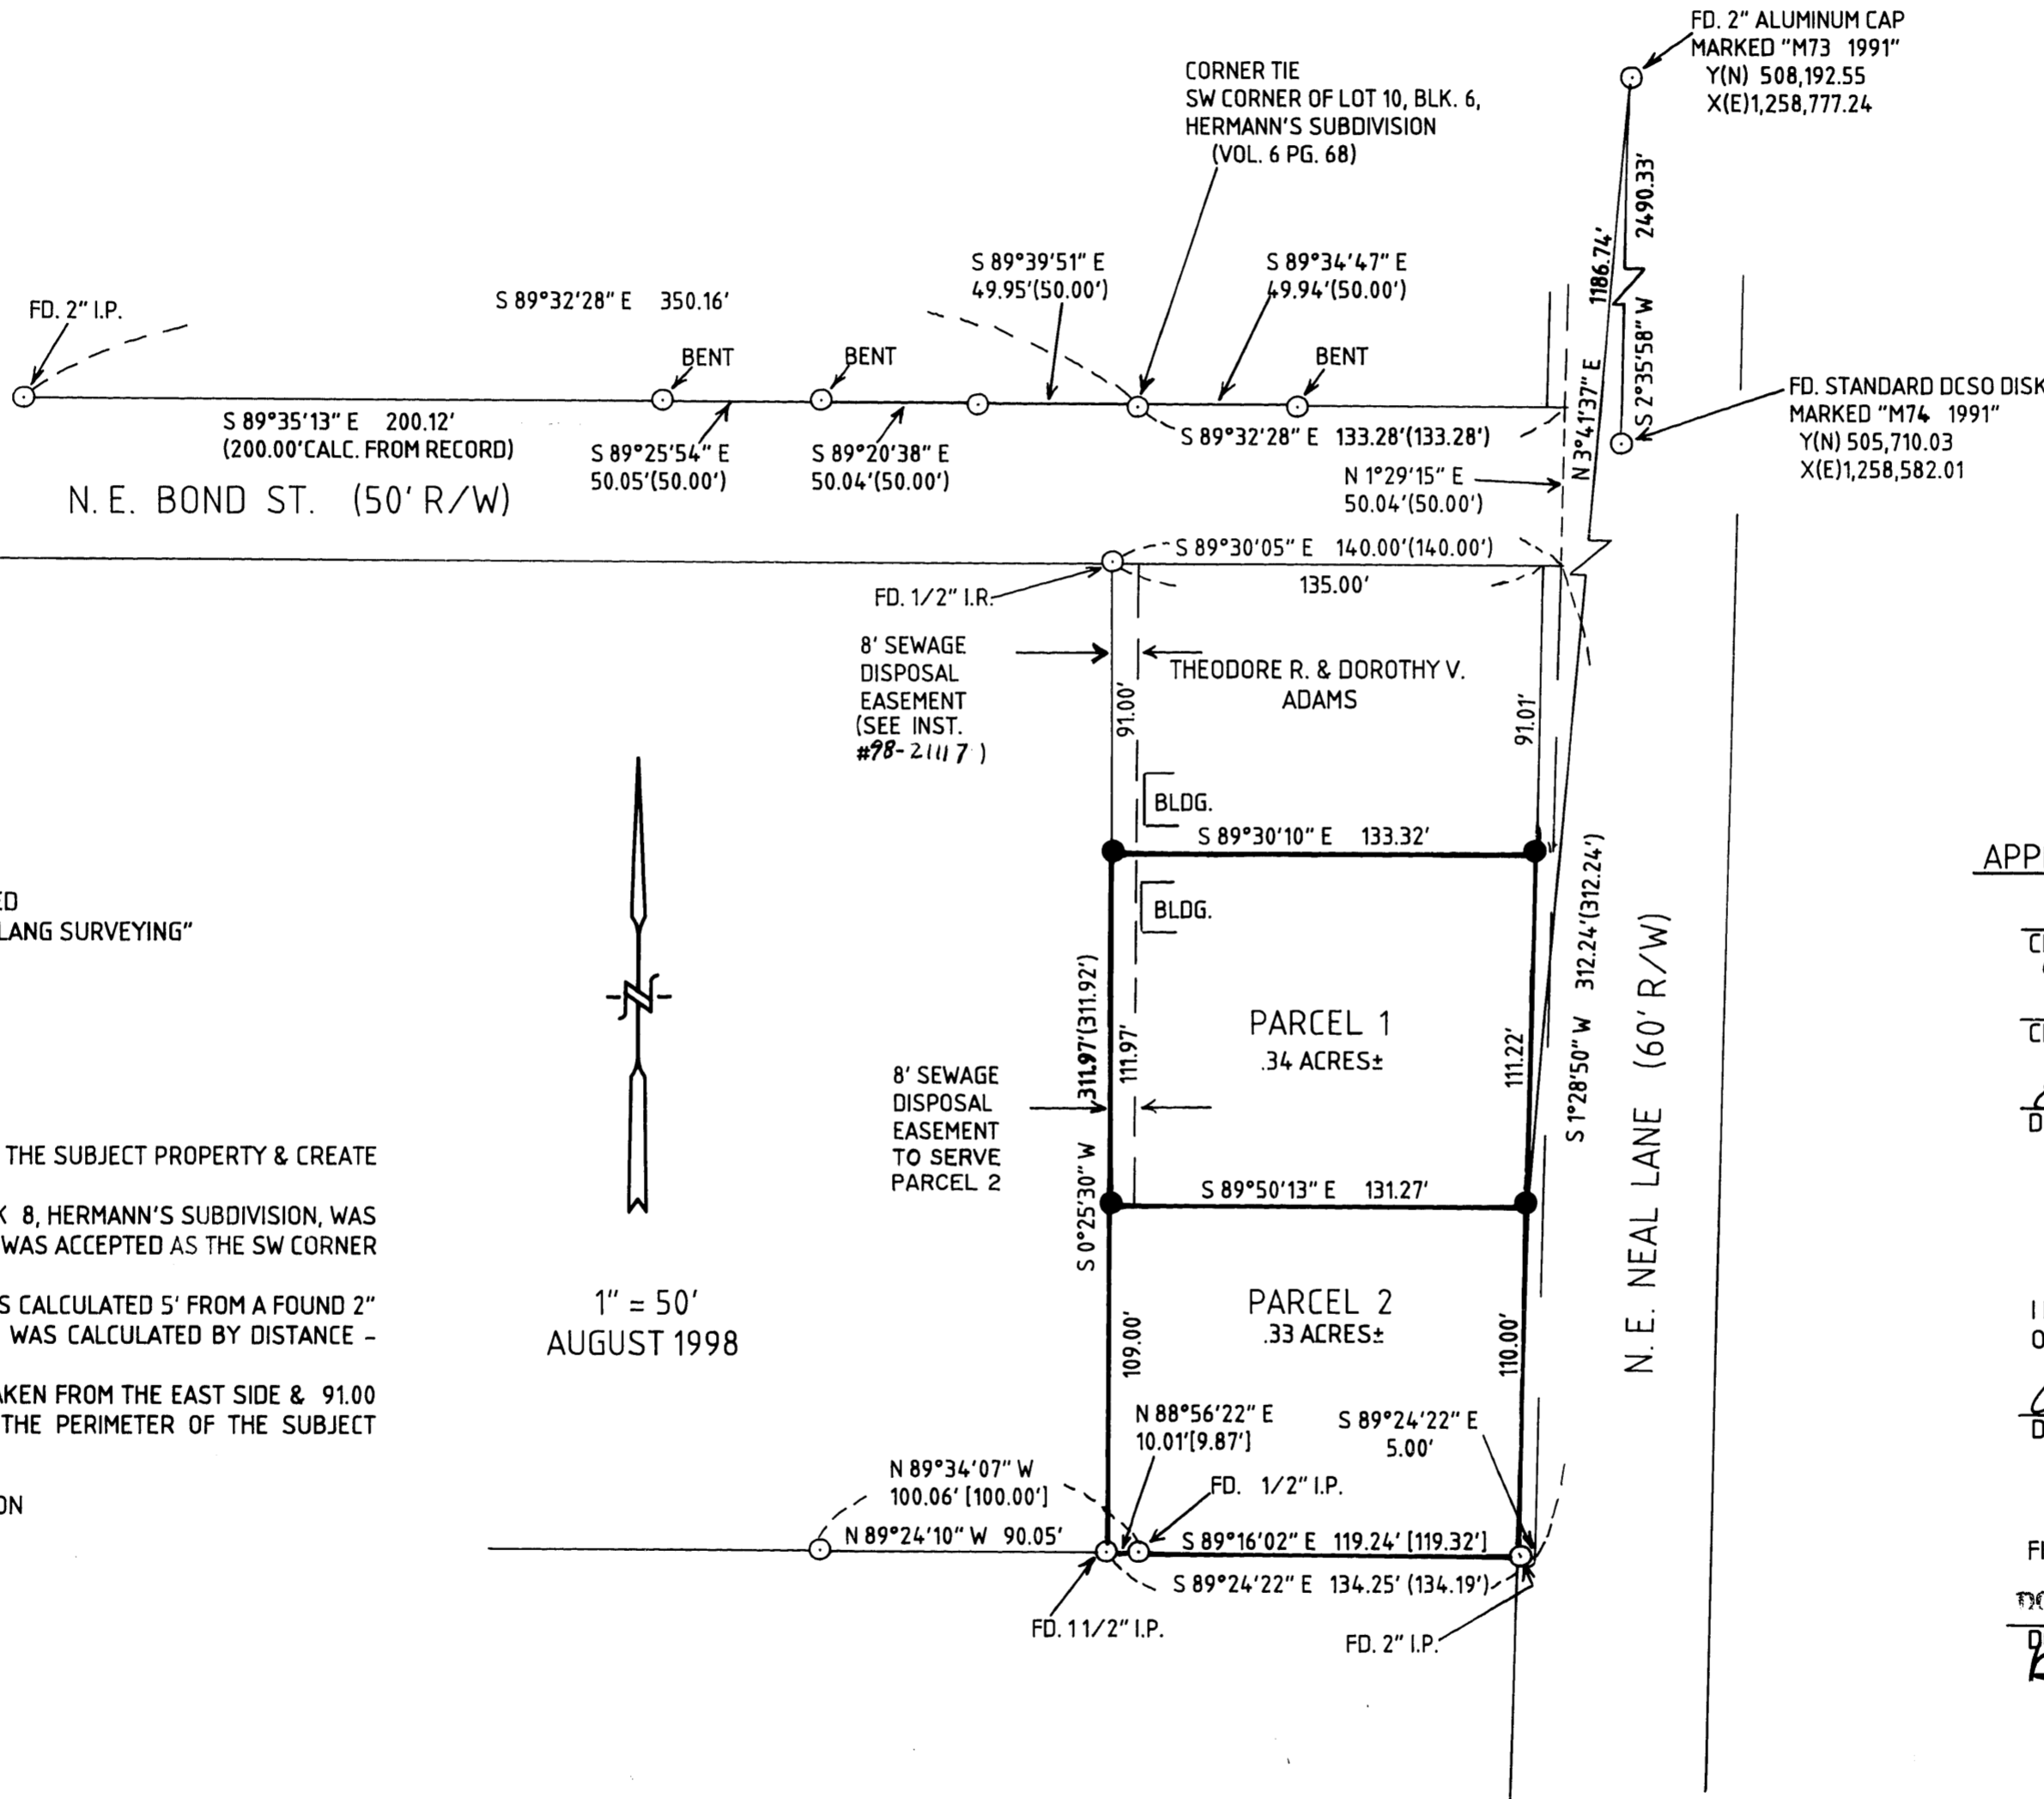 FD. 2" ALUMINUM CAP
MARKED "M73 1991"
Y(N) 508,192.55
X(E)1,258,777.24
CORNER TIE
SW CORNER OF LOT 10, BLK. 6,
HERMANN'S SUBDIVISION
(VOL. 6 PG. 68)
2490.33'
S 2°35'58" W
1186.74'
N 3°41'37" E
FD. STANDARD DCSO DISK
MARKED "M74 1991"
Y(N) 505,710.03
X(E)1,258,582.01
FD. 2" I.P.
S 89°32'28" E 350.16'
S 89°39'51" E
49.95'(50.00')
S 89°34'47" E
49.94'(50.00')
BENT
BENT
BENT
S 89°35'13" E 200.12'
(200.00'CALC. FROM RECORD)
S 89°25'54" E
50.05'(50.00')
S 89°20'38" E
50.04'(50.00')
S 89°32'28" E 133.28'(133.28')
N 1°29'15" E
50.04'(50.00')
N. E. BOND ST. (50' R/W)
S 89°30'05" E 140.00'(140.00')
135.00'
FD. 1/2" I.R.
8' SEWAGE
DISPOSAL
EASEMENT
(SEE INST.
#98-21117)
91.00'
THEODORE R. & DOROTHY V.
ADAMS
91.01'
BLDG.
S 89°30'10" E 133.32'
BLDG.
ED
LANG SURVEYING"
311.97'(311.92')
S 0°25'30" W
111.97'
PARCEL 1
.34 ACRES±
111.22'
S 1°28'50" W 312.24'(312.24')
N. E. NEAL LANE (60' R/W)
8' SEWAGE
DISPOSAL
EASEMENT
TO SERVE
PARCEL 2
S 89°50'13" E 131.27'
N
THE SUBJECT PROPERTY & CREATE
K 8, HERMANN'S SUBDIVISION, WAS
WAS ACCEPTED AS THE SW CORNER
S CALCULATED 5' FROM A FOUND 2"
WAS CALCULATED BY DISTANCE -
AKEN FROM THE EAST SIDE & 91.00
THE PERIMETER OF THE SUBJECT
ON
1" = 50'
AUGUST 1998
109.00'
PARCEL 2
.33 ACRES±
110.00'
N 88°56'22" E
10.01'[9.87']
S 89°24'22" E
5.00'
N 89°34'07" W
100.06' [100.00']
FD. 1/2" I.P.
N 89°24'10" W 90.05'
S 89°16'02" E 119.24' [119.32']
S 89°24'22" E 134.25' (134.19')
FD. 1 1/2" I.P.
FD. 2" I.P.
APP